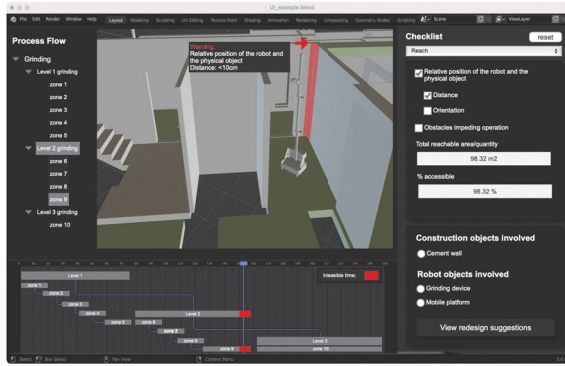 UI_example.blend
File Edit Render Window Help
Layout Modeling Sculpting UV Editing Texture Paint Shading Animation Rendering Compositing Geometry Nodes Scripting
Scene
ViewLayer
Process Flow
Grinding
Level 1 grinding
zone 1
zone 2
zone 3
zone 4
zone 5
Level 2 grinding
zone 6
zone 7
zone 8
zone 9
Level 3 grinding
zone 10
Warning:
Relative position of the robot and
the physical object
Distance: <10cm
Checklist
reset
Reach
Relative position of the robot and the
physical object
Distance
Orientation
Obstacles impeding operation
Total reachable area/quantity
98.32 m2
% accessible
98.32 %
Construction objects involved
Cement wall
Robot objects involved
Grinding device
Mobile platform
View redesign suggestions
Infeasible time:
Level 1
zone 1
zone 2
zone 3
zone 4
zone 5
Level 2
zone 6
zone 7
zone 8
zone 9
Level 3
zone 10
Select
Box Select
Pan View
Context Menu